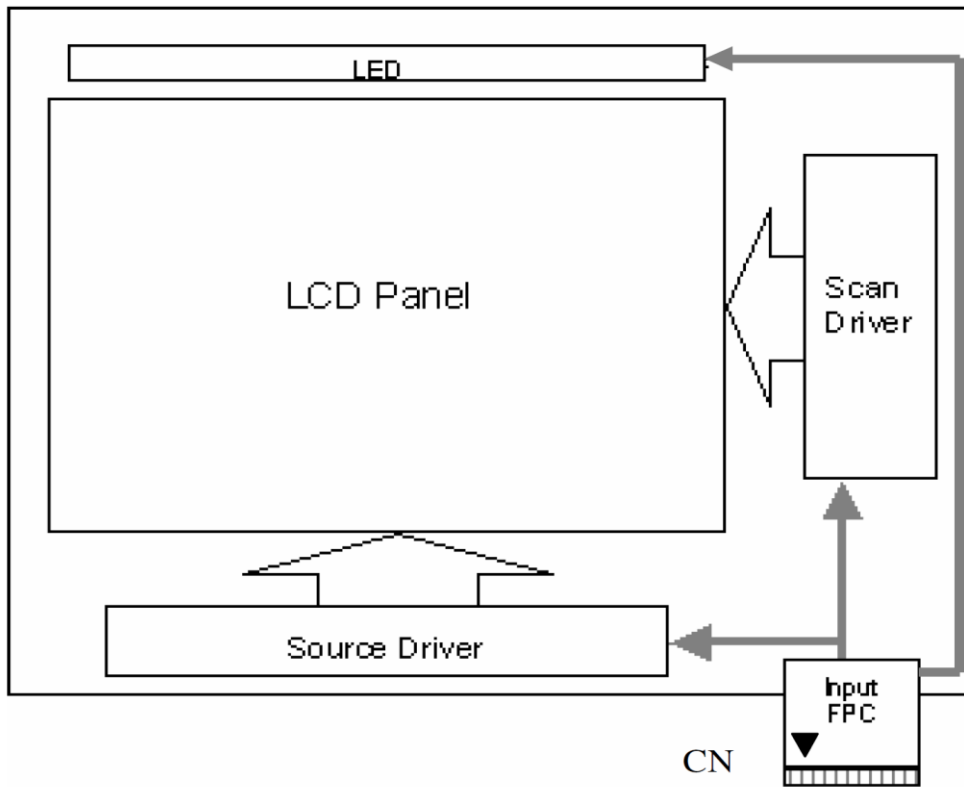 LED
LCD Panel
Scan
Driver
Source Driver
Input
FPC
CN